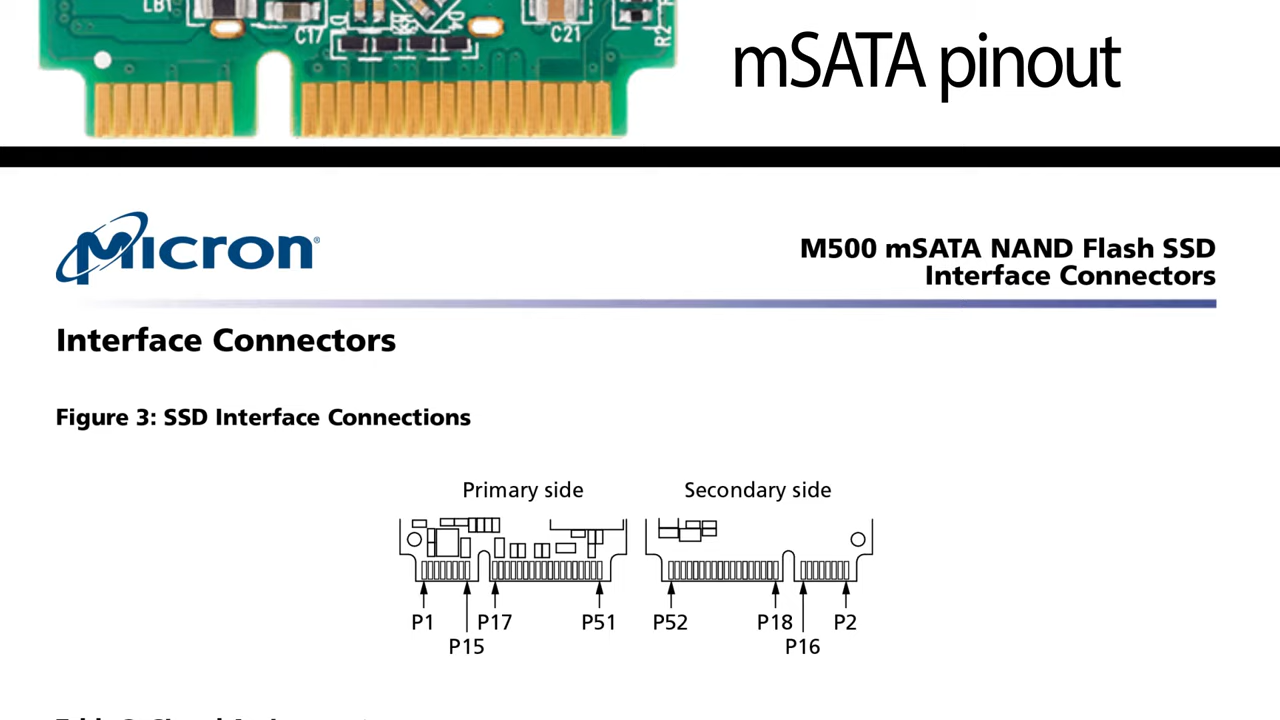 LB1
C17
D4
C21
mSATA pinout
Micron®
M500 mSATA NAND Flash SSD
Interface Connectors
Interface Connectors
Figure 3: SSD Interface Connections
Primary side
Secondary side
P1
P17
P51
P52
P18
P2
P15
P16